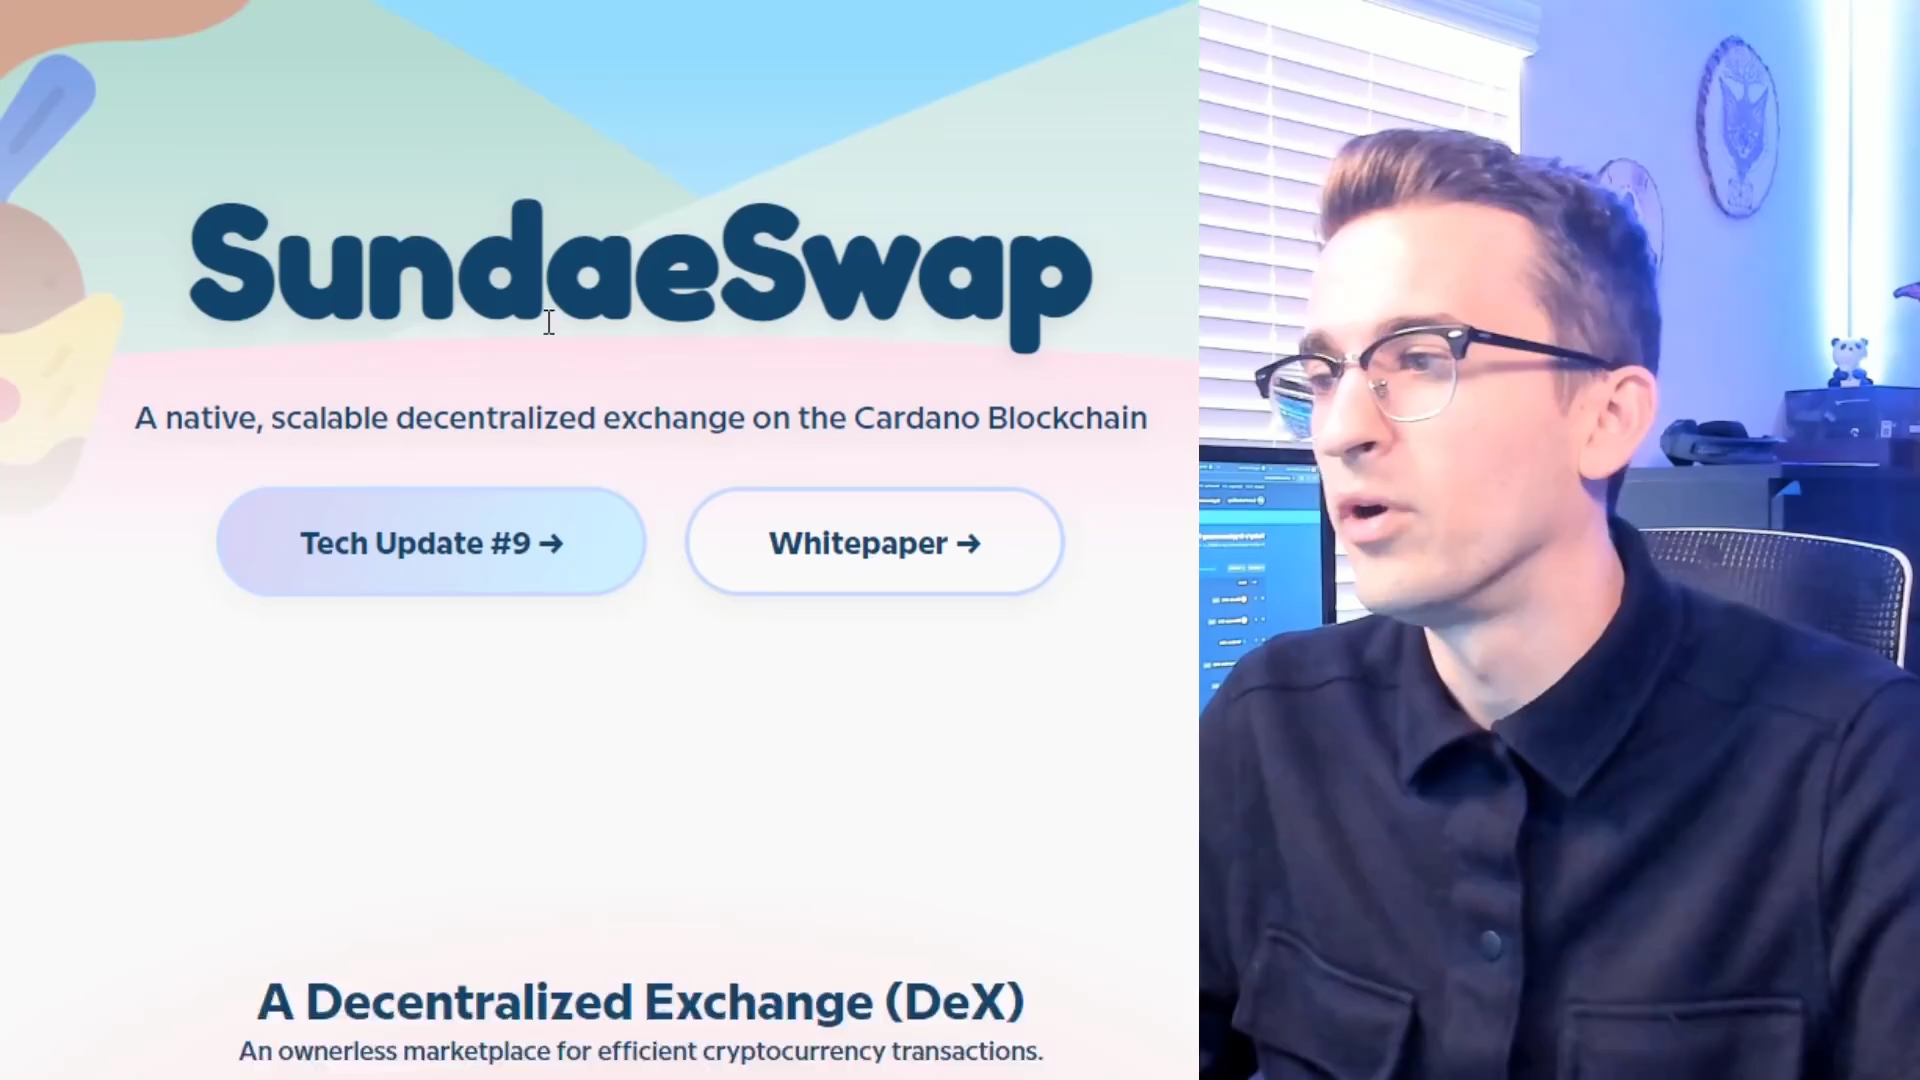 SundaeSwap
A native, scalable decentralized exchange on the Cardano Blockchain
Tech Update #9 →
Whitepaper →
A Decentralized Exchange (DeX)
An ownerless marketplace for efficient cryptocurrency transactions.